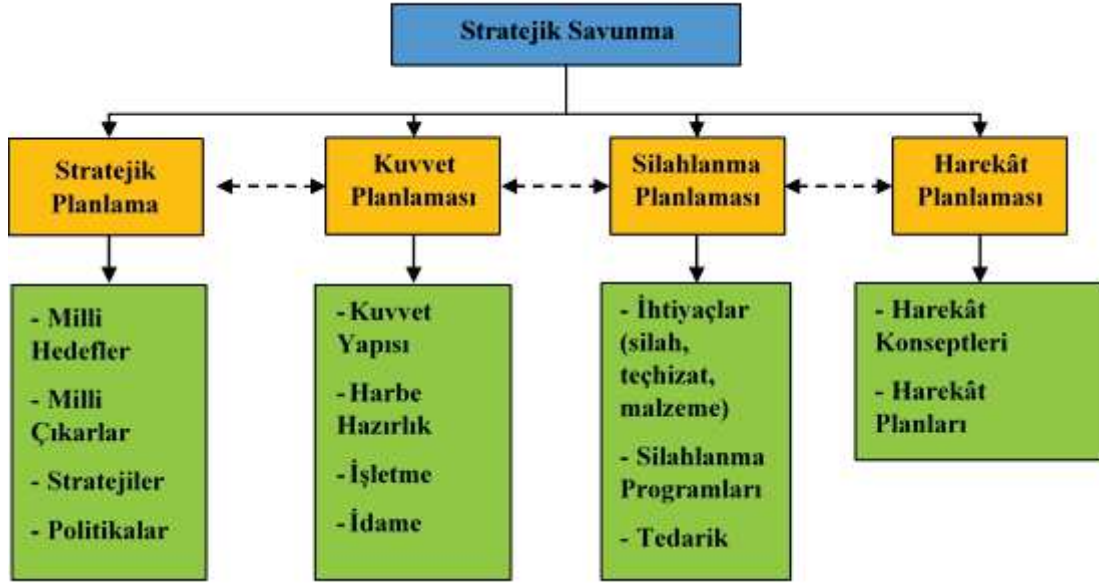 Stratejik Savunma
Stratejik
Planlama
Kuvvet
Planlaması
Silahlanma
Planlaması
Harekât
Planlaması
- Milli
Hedefler
- Milli
Çıkarlar
- Stratejiler
- Politikalar
- Kuvvet
Yapısı
- Harbe
Hazırlık
- İşletme
- İdame
- İhtiyaçlar
(silah,
teçhizat,
malzeme)
- Silahlanma
Programları
- Tedarik
- Harekât
Konseptleri
- Harekât
Planları